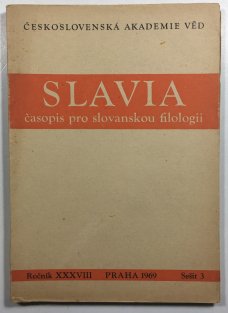 ČESKOSLOVENSKÁ AKADEMIE VĚD
SLAVIA
časopis pro slovanskou filologii
Ročník XXXVIII PRAHA 1969 Sešit 3